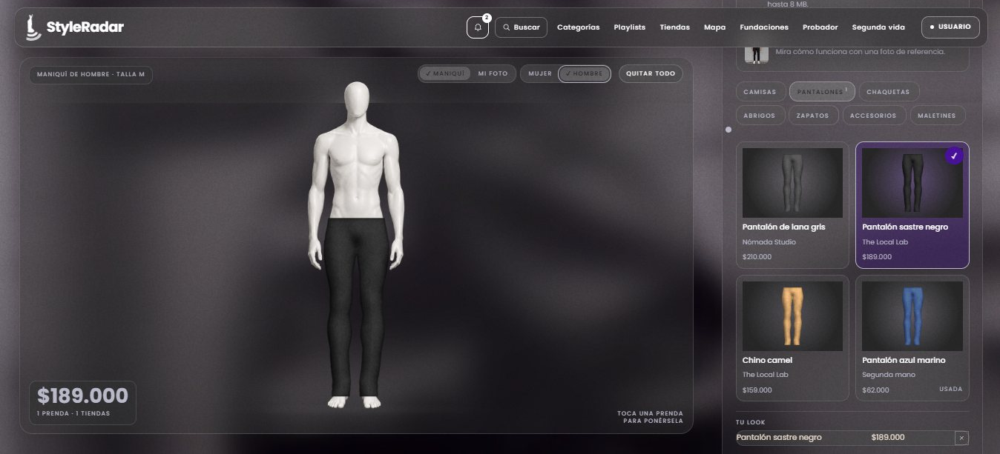 hasta 8 MB.
StyleRadar
2
Buscar
Categorías
Playlists
Tiendas
Mapa
Fundaciones
Probador
Segunda vida
USUARIO
Mira cómo funciona con una foto de referencia.
MANIQUÍ DE HOMBRE · TALLA M
✓ MANIQUÍ
MI FOTO
MUJER
✓ HOMBRE
QUITAR TODO
CAMISAS
PANTALONES 1
CHAQUETAS
ABRIGOS
ZAPATOS
ACCESORIOS
MALETINES
Pantalón de lana gris
Nómada Studio
$210.000
Pantalón sastre negro
The Local Lab
$189.000
Chino camel
The Local Lab
$159.000
Pantalón azul marino
Segunda mano
$62.000
USADA
$189.000
1 PRENDA · 1 TIENDAS
TOCA UNA PRENDA
PARA PONÉRSELA
TU LOOK
Pantalón sastre negro
$189.000
×